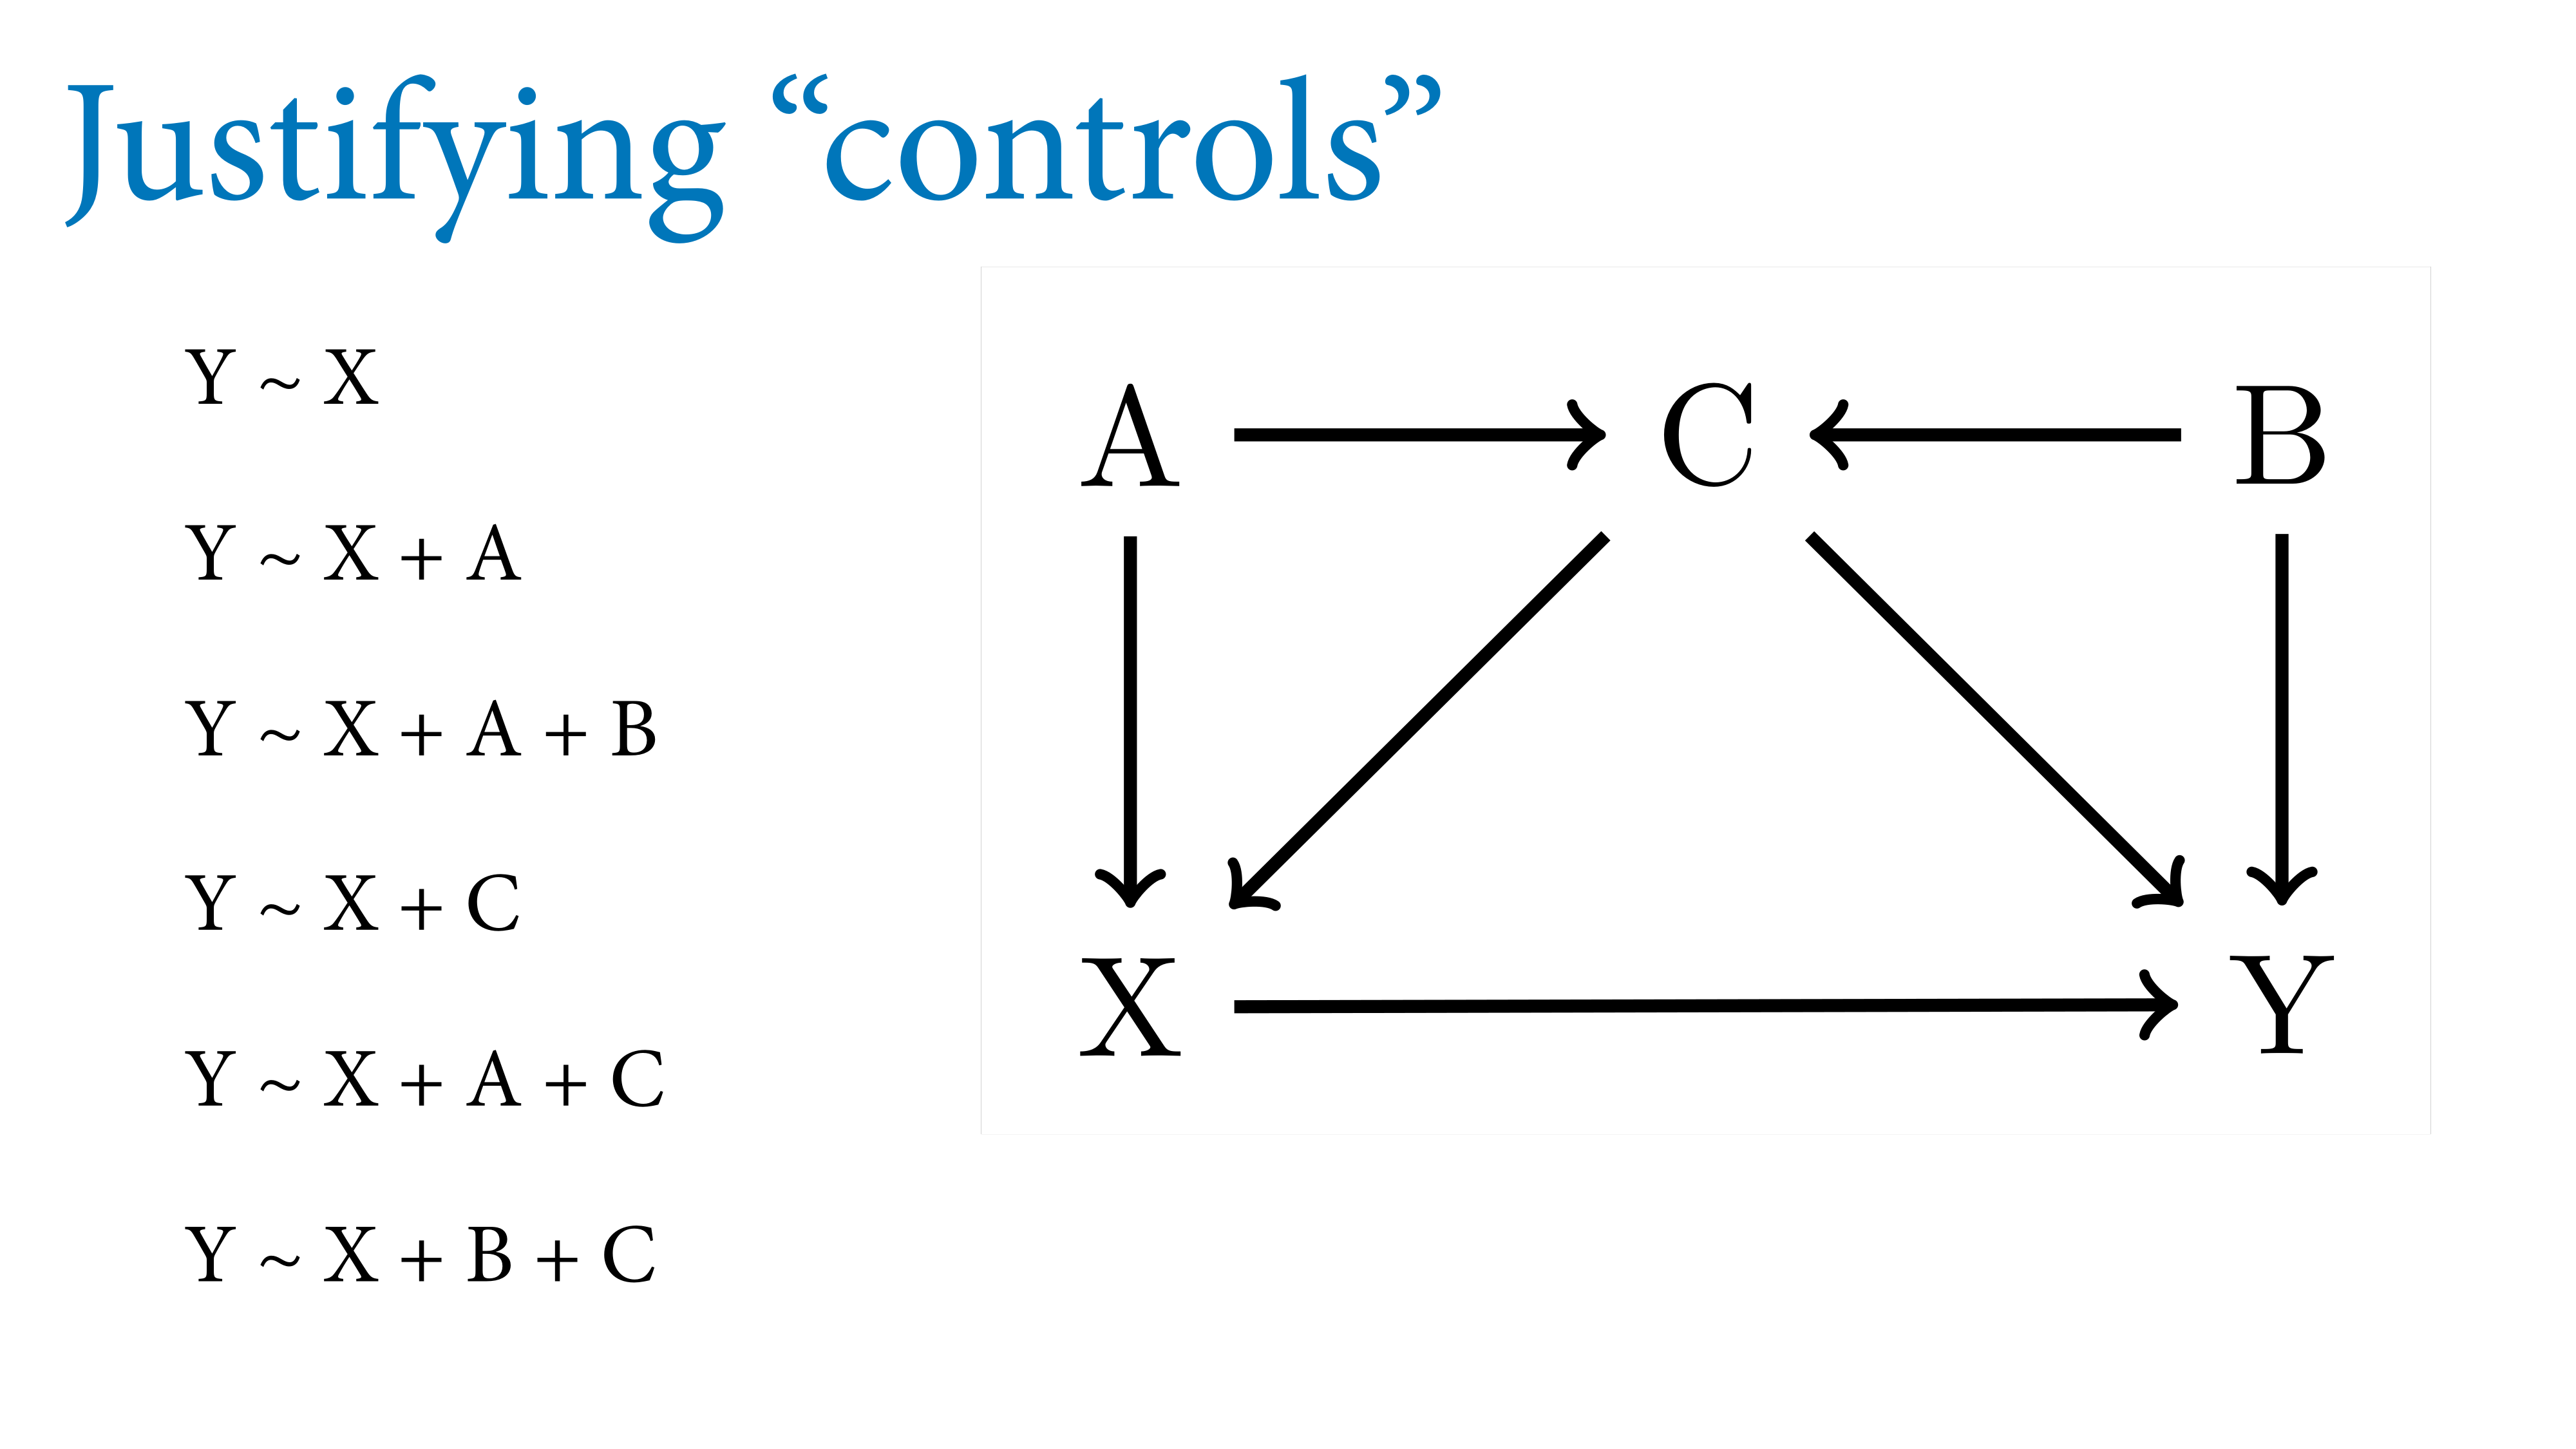 Justifying “controls”
Y ~ X
Y ~ X + A
Y ~ X + A + B
Y ~ X + C
Y ~ X + A + C
Y ~ X + B + C
A C B
X Y